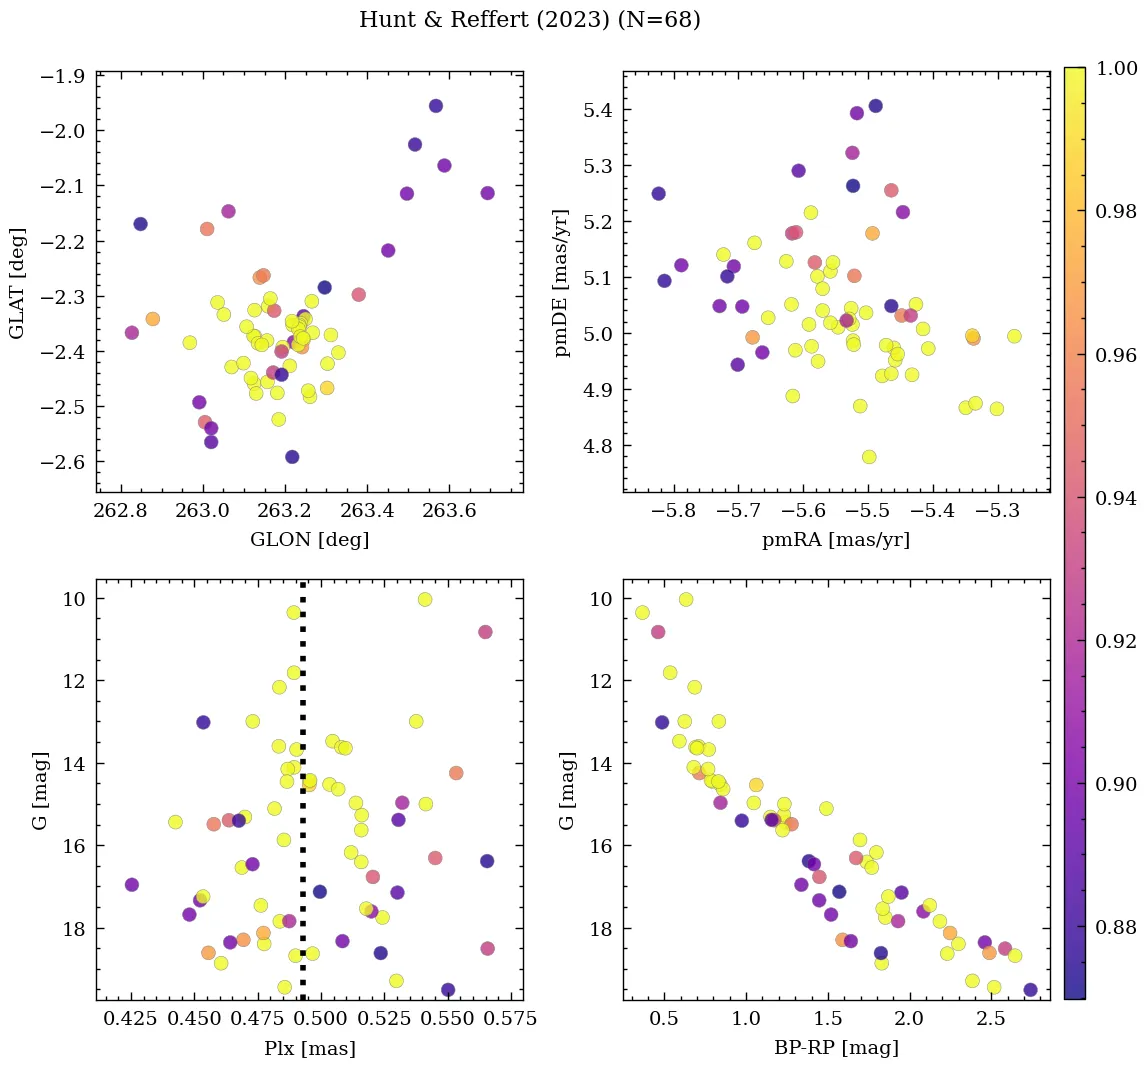 Hunt & Reffert (2023) (N=68)
−1.9
−2.0
−2.1
−2.2
−2.3
−2.4
−2.5
−2.6
GLAT [deg]
262.8 263.0 263.2 263.4 263.6
GLON [deg]
5.4
5.3
5.2
5.1
5.0
4.9
4.8
pmDE [mas/yr]
−5.8 −5.7 −5.6 −5.5 −5.4 −5.3
pmRA [mas/yr]
10
12
14
16
18
G [mag]
0.425 0.450 0.475 0.500 0.525 0.550 0.575
Plx [mas]
10
12
14
16
18
G [mag]
0.5 1.0 1.5 2.0 2.5
BP-RP [mag]
1.00
0.98
0.96
0.94
0.92
0.90
0.88